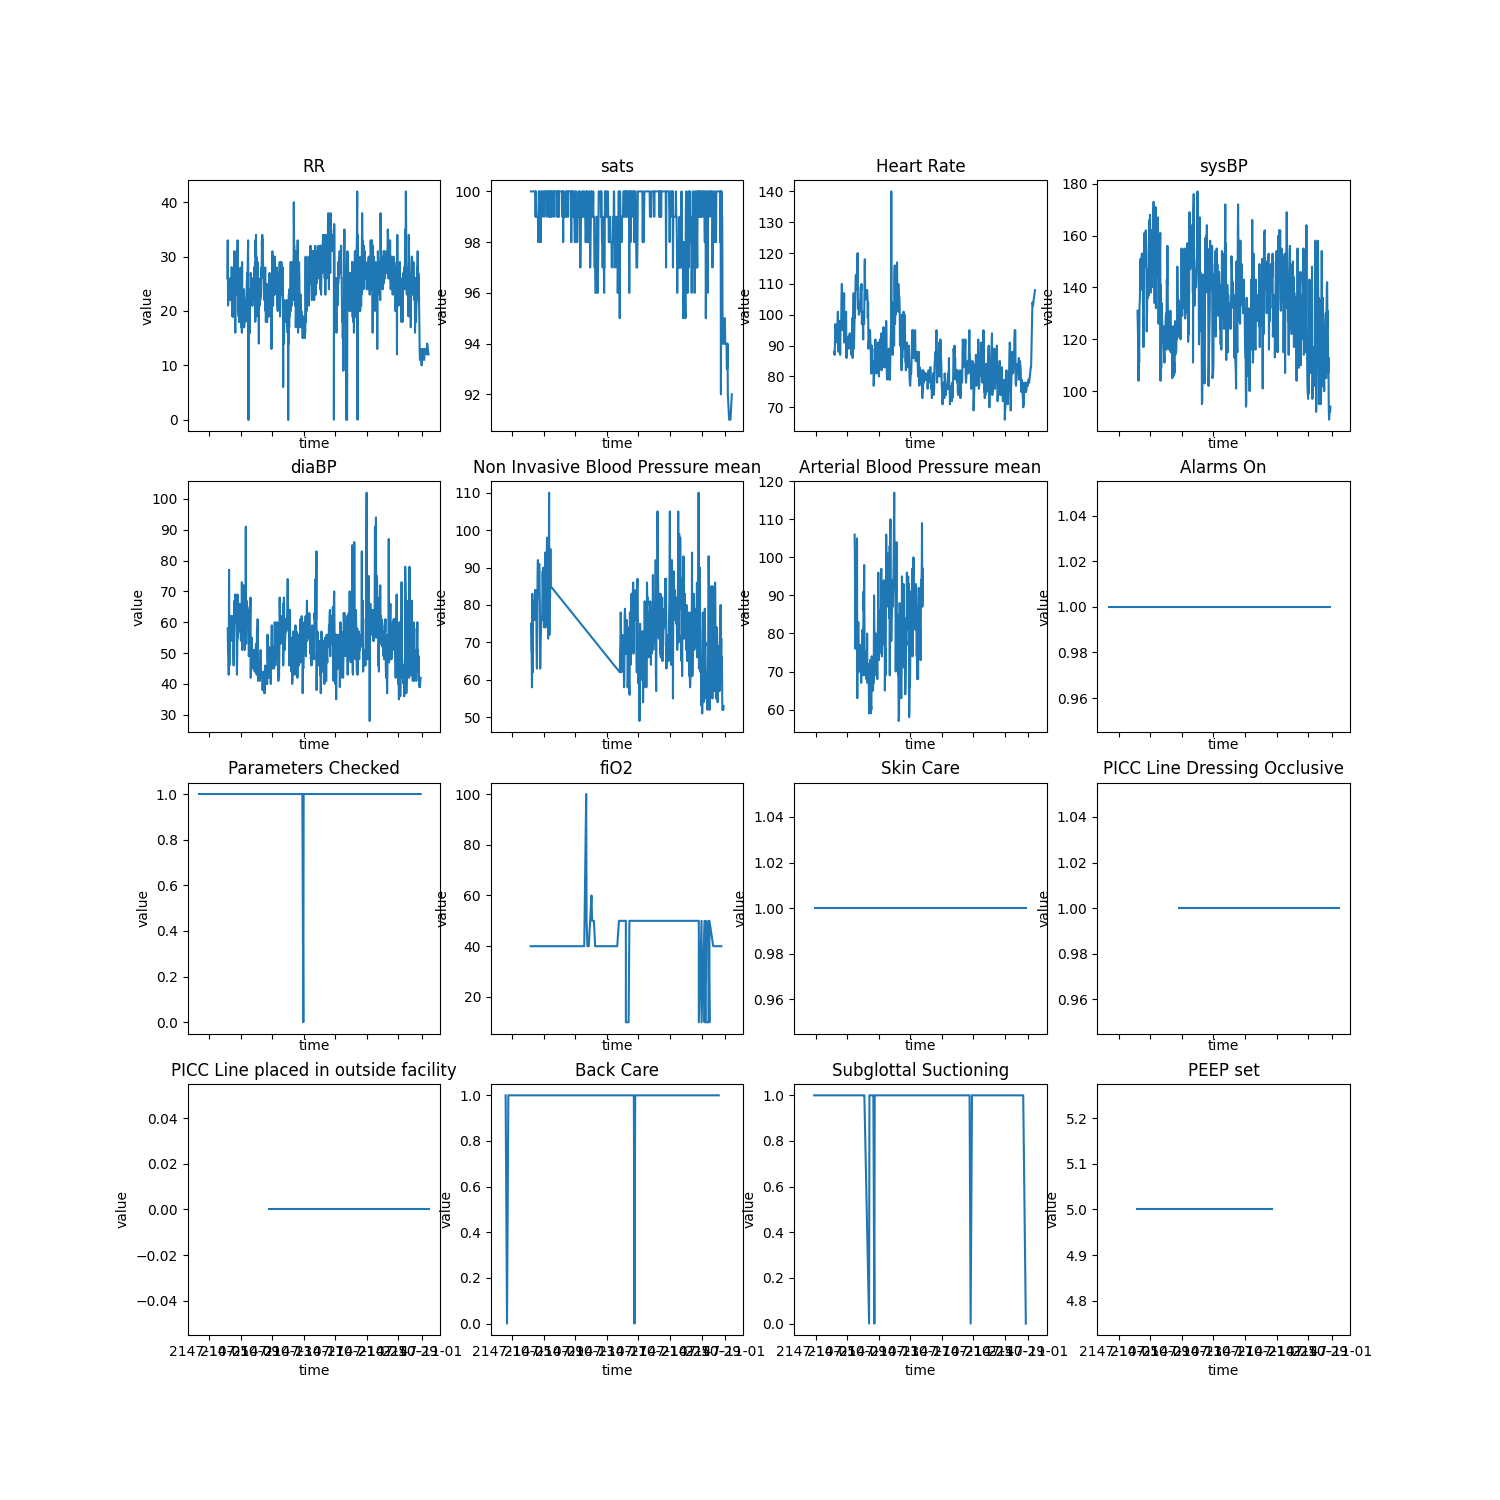 RR
sats
Heart Rate
sysBP
40
30
20
10
0
value
time
100
98
96
94
92
value
time
140
130
120
110
100
90
80
70
value
time
180
160
140
120
100
value
time
diaBP
Non Invasive Blood Pressure mean
Arterial Blood Pressure mean
Alarms On
100
90
80
70
60
50
40
30
value
time
110
100
90
80
70
60
50
value
time
120
110
100
90
80
70
60
value
time
1.04
1.02
1.00
0.98
0.96
value
time
Parameters Checked
fiO2
Skin Care
PICC Line Dressing Occlusive
1.0
0.8
0.6
0.4
0.2
0.0
value
time
100
80
60
40
20
value
time
1.04
1.02
1.00
0.98
0.96
value
time
1.04
1.02
1.00
0.98
0.96
value
time
PICC Line placed in outside facility
Back Care
Subglottal Suctioning
PEEP set
0.04
0.02
0.00
−0.02
−0.04
value
time
1.0
0.8
0.6
0.4
0.2
0.0
value
time
1.0
0.8
0.6
0.4
0.2
0.0
value
time
5.2
5.1
5.0
4.9
4.8
value
time